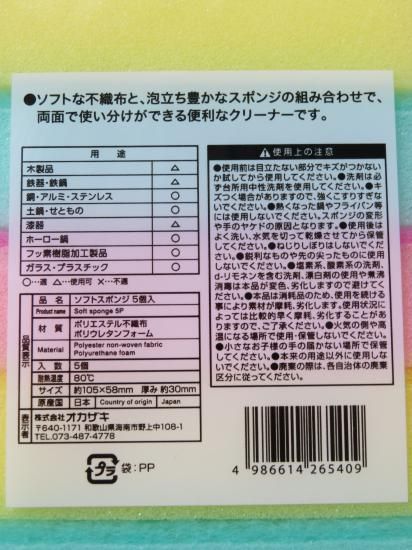 ●ソフトな不織布と、泡立ち豊かなスポンジの組み合わせで、
両面で使い分けができる便利なクリーナーです。
用途
木製品 △
鉄器・鉄鍋 △
銅・アルミ・ステンレス ○
土鍋・せともの ○
漆器 △
ホーロー鍋 ○
フッ素樹脂加工製品 ○
ガラス・プラスチック ○
○…適 △…使用可 ×…不適
品質表示
品名 ソフトスポンジ 5個入
Product name Soft sponge 5P
材質 ポリエステル不織布
ポリウレタンフォーム
Material Polyester non-woven fabric
Polyurethane foam
入数 5個
耐熱温度 80℃
サイズ 約105×58mm 厚み 約30mm
原産国 日本 Country of origin Japan
表示者
株式会社オカザキ
〒640-1171 和歌山県海南市野上中108-1
TEL.073-487-4778
プラ
袋:PP
使用上の注意
●使用前は目立たない部分でキズがつかない
か試してから使用してください。●洗剤は必
ず台所用中性洗剤を使用してください。●キ
ズつく場合がありますので、強くこすりすぎな
いでください。●熱くなった鍋やフライパン等
には使用しないでください。スポンジの変形
や手のヤケドの原因となります。●使用後は
よく洗い、水気を切って乾燥させてから保管
してください。●ねじりしぼりはしないでくださ
い。●鋭利なものや先の尖ったものに使用し
ないでください。●塩素系、酸素系の洗剤、
d-リモネンを含む洗剤、漂白剤の使用や煮沸
消毒は本品が変色、劣化しますので避けてく
ださい。●本品は消耗品のため、使用を続ける
事により素材が摩耗、劣化します。使用状況に
よっては比較的早く摩耗、劣化することがあり
ますので、ご了承ください。●火気の側や高
温になる場所で使用、保管しないでください。
●小さなお子様の手の届かない場所で保管
してください。●本来の用途以外に使用しな
いでください。●廃棄の際は、各自治体の廃棄
区分に従ってください。
4 986614 265409